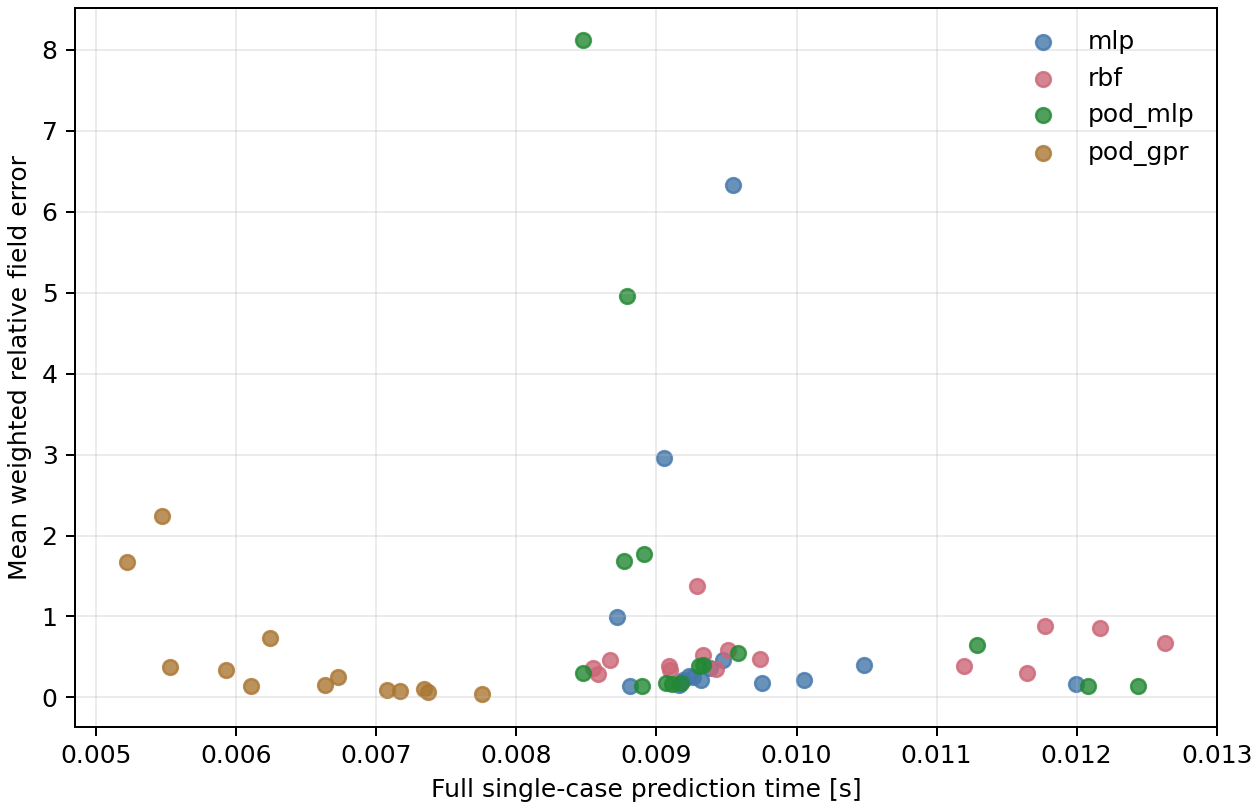 8
7
6
5
4
3
2
1
0
Mean weighted relative field error
mlp
rbf
pod_mlp
pod_gpr
0.005 0.006 0.007 0.008 0.009 0.010 0.011 0.012 0.013
Full single-case prediction time [s]